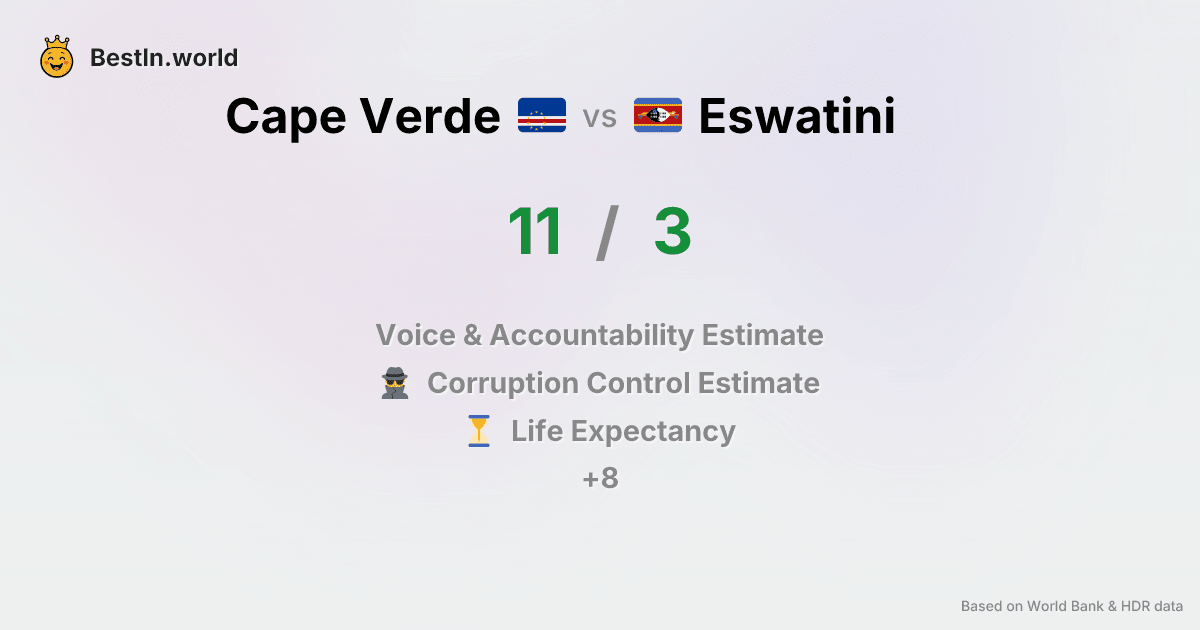 BestIn.world
Cape Verde vs Eswatini
11 / 3
Voice & Accountability Estimate
Corruption Control Estimate
Life Expectancy
+8
Based on World Bank & HDR data